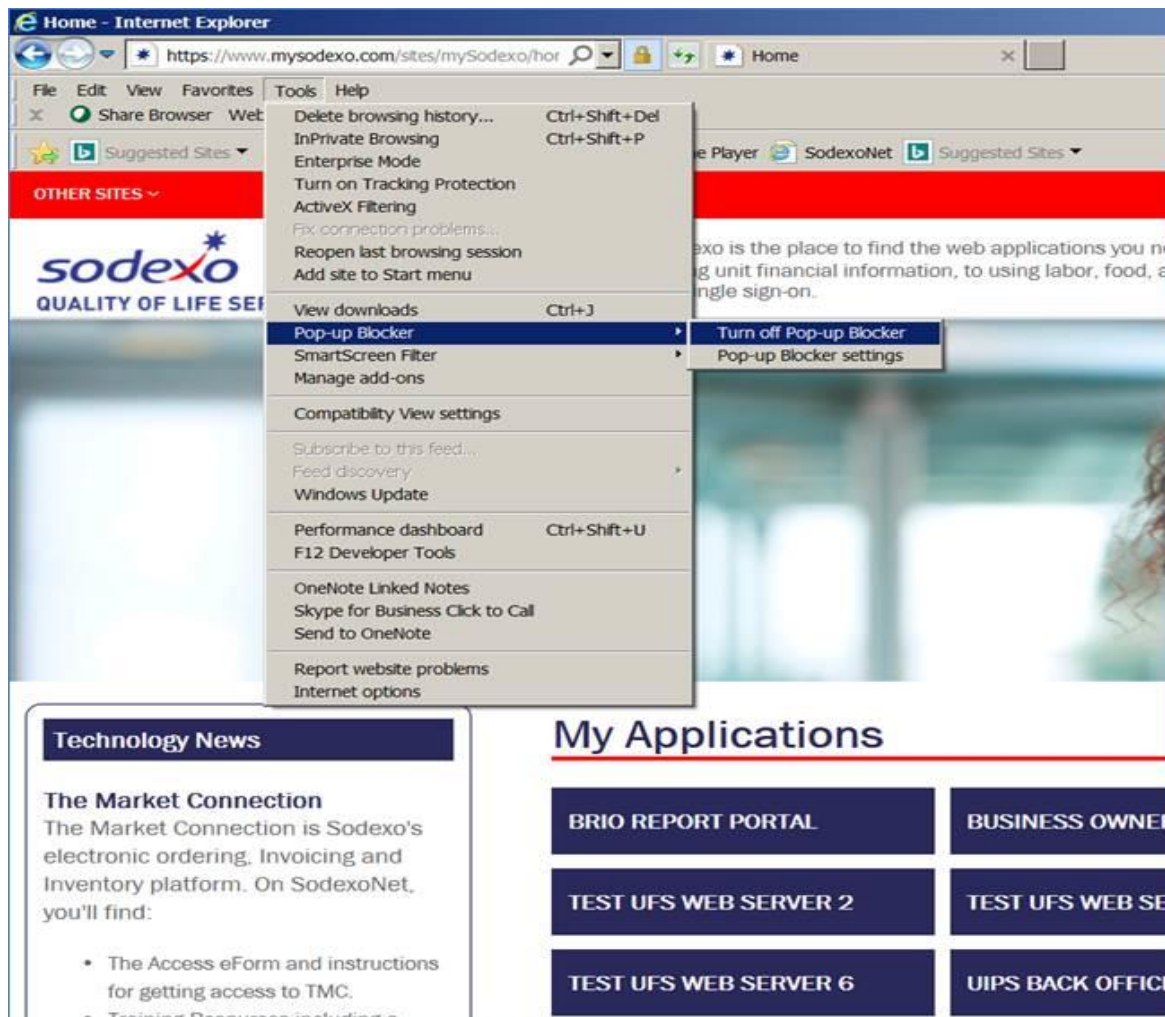 Home - Internet Explorer
https://www.mysodexo.com/sites/mySodexo/hor
Home
File Edit View Favorites Tools Help
Share Browser Web
Suggested Sites
e Player SodexoNet Suggested Sites
Delete browsing history... Ctrl+Shift+Del
InPrivate Browsing Ctrl+Shift+P
Enterprise Mode
Turn on Tracking Protection
ActiveX Filtering
Fix connection problems...
Reopen last browsing session
Add site to Start menu
View downloads Ctrl+J
Pop-up Blocker
Turn off Pop-up Blocker
Pop-up Blocker settings
SmartScreen Filter
Manage add-ons
Compatibility View settings
Subscribe to this feed...
Feed discovery
Windows Update
Performance dashboard Ctrl+Shift+U
F12 Developer Tools
OneNote Linked Notes
Skype for Business Click to Call
Send to OneNote
Report website problems
Internet options
OTHER SITES
sodexo
QUALITY OF LIFE SER
exo is the place to find the web applications you
g unit financial information, to using labor, food,
ngle sign-on.
Technology News
The Market Connection
The Market Connection is Sodexo's
electronic ordering, Invoicing and
Inventory platform. On SodexoNet,
you'll find:
• The Access eForm and instructions
for getting access to TMC.
• Training Resources including a
My Applications
BRIO REPORT PORTAL
BUSINESS OWNE
TEST UFS WEB SERVER 2
TEST UFS WEB SE
TEST UFS WEB SERVER 6
UIPS BACK OFFIC